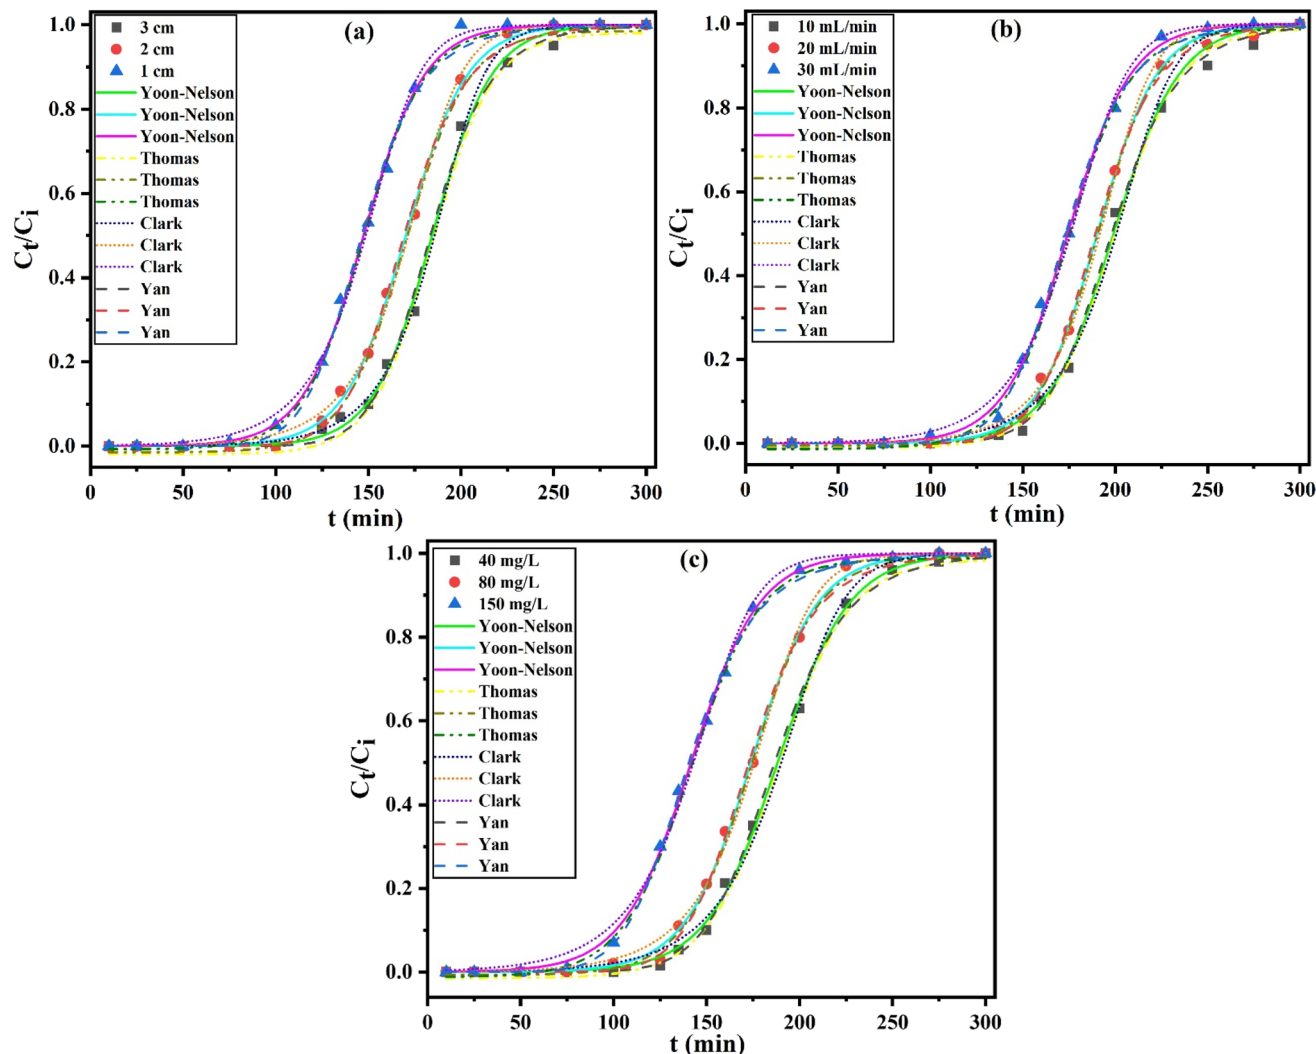 (a)
3 cm
2 cm
1 cm
Yoon-Nelson
Yoon-Nelson
Yoon-Nelson
Thomas
Thomas
Thomas
Clark
Clark
Clark
Yan
Yan
Yan
1.0
0.8
0.6
0.4
0.2
0.0
Ct/Ci
0 50 100 150 200 250 300
t (min)
(b)
10 mL/min
20 mL/min
30 mL/min
Yoon-Nelson
Yoon-Nelson
Yoon-Nelson
Thomas
Thomas
Thomas
Clark
Clark
Clark
Yan
Yan
Yan
1.0
0.8
0.6
0.4
0.2
0.0
Ct/Ci
0 50 100 150 200 250 300
t (min)
(c)
40 mg/L
80 mg/L
150 mg/L
Yoon-Nelson
Yoon-Nelson
Yoon-Nelson
Thomas
Thomas
Thomas
Clark
Clark
Clark
Yan
Yan
Yan
1.0
0.8
0.6
0.4
0.2
0.0
Ct/Ci
0 50 100 150 200 250 300
t (min)